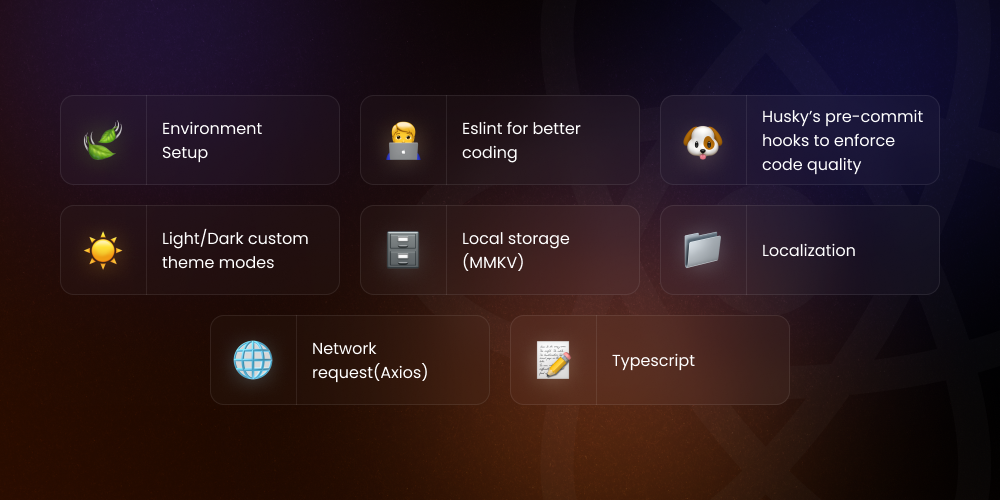 Environment
Setup
Eslint for better
coding
Husky’s pre-commit
hooks to enforce
code quality
Light/Dark custom
theme modes
Local storage
(MMKV)
Localization
Network
request(Axios)
Typescript